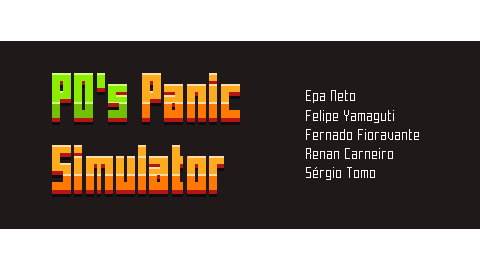 PO's Panic
Simulator
Epa Neto
Felipe Yamaguti
Fernado Fioravante
Renan Carneiro
Sérgio Tomo